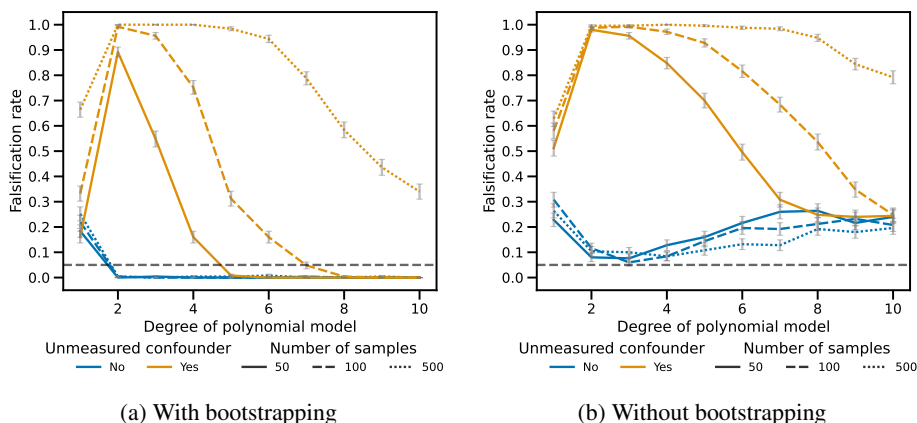 Falsification rate
1.0
0.9
0.8
0.7
0.6
0.5
0.4
0.3
0.2
0.1
0.0
2 4 6 8 10
Degree of polynomial model
Unmeasured confounder Number of samples
No Yes 50 100 500
(a) With bootstrapping
Falsification rate
1.0
0.9
0.8
0.7
0.6
0.5
0.4
0.3
0.2
0.1
0.0
2 4 6 8 10
Degree of polynomial model
Unmeasured confounder Number of samples
No Yes 50 100 500
(b) Without bootstrapping